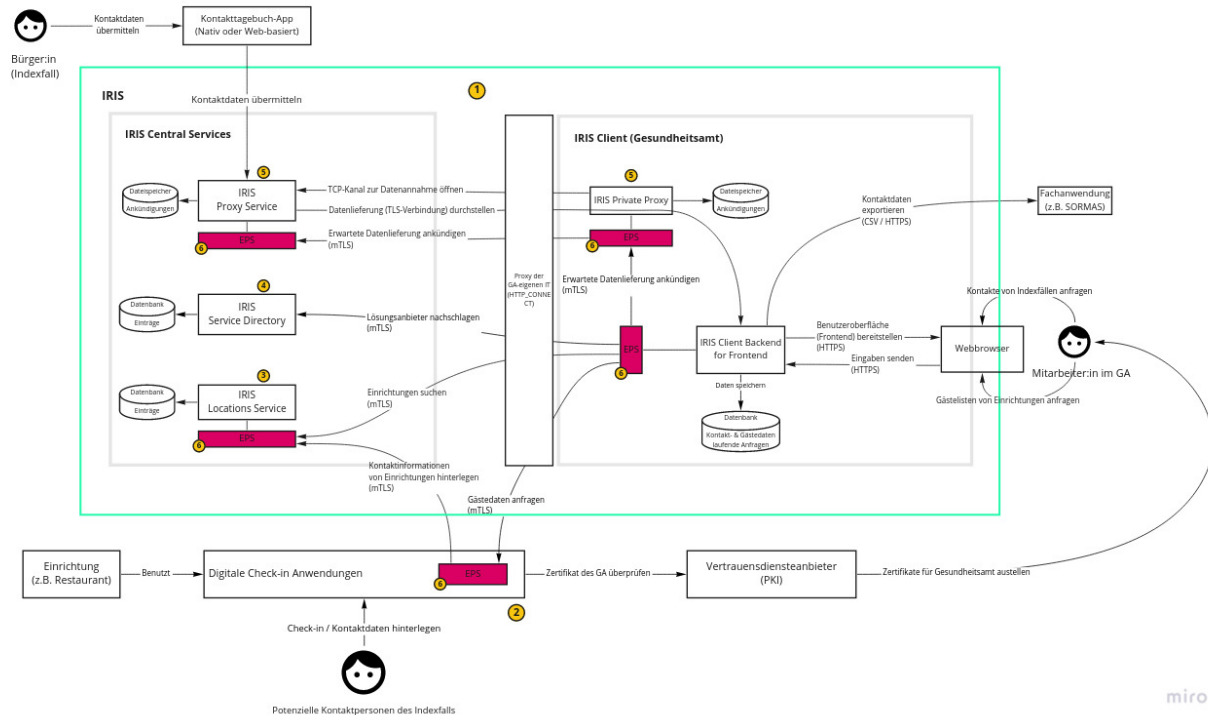 Kontaktdaten
übermitteln
Kontakttagebuch-App
(Nativ oder Web-basiert)
Bürger:in
(Indexfall)
IRIS
1
Kontaktdaten übermitteln
IRIS Central Services
5
Dateispeicher
Ankündigungen
IRIS
Proxy Service
EPS
6
TCP-Kanal zur Datenannahme öffnen
Datenlieferung (TLS-Verbindung) durchstellen
Erwartete Datenlieferung ankündigen
(mTLS)
4
Datenbank
Einträge
IRIS
Service Directory
Lösungsanbieter nachschlagen
(mTLS)
3
Datenbank
Einträge
IRIS
Locations Service
EPS
6
Einrichtungen suchen
(mTLS)
Kontaktinformationen
von Einrichtungen hinterlegen
(mTLS)
Proxy der
GA-eigenen IT
(HTTP_CONNE
CT)
Gästedaten anfragen
(mTLS)
IRIS Client (Gesundheitsamt)
5
IRIS Private Proxy
Dateispeicher
Ankündigungen
EPS
6
Erwartete Datenlieferung ankündigen
(mTLS)
EPS
6
IRIS Client Backend
for Frontend
Daten speichern
Datenbank
Kontakt- & Gästedaten
laufende Anfragen
Kontaktdaten
exportieren
(CSV / HTTPS)
Fachanwendung
(z.B. SORMAS)
Benutzeroberfläche
(Frontend) bereitstellen
(HTTPS)
Eingaben senden
(HTTPS)
Webbrowser
Kontakte von Indexfällen anfragen
Mitarbeiter:in im GA
Gästelisten von Einrichtungen anfragen
Einrichtung
(z.B. Restaurant)
Benutzt
Digitale Check-in Anwendungen
EPS
6
2
Zertifikat des GA überprüfen
Vertrauensdiensteanbieter
(PKI)
Zertifikate für Gesundheitsamt austellen
Check-in / Kontaktdaten hinterlegen
Potenzielle Kontaktpersonen des Indexfalls
miro